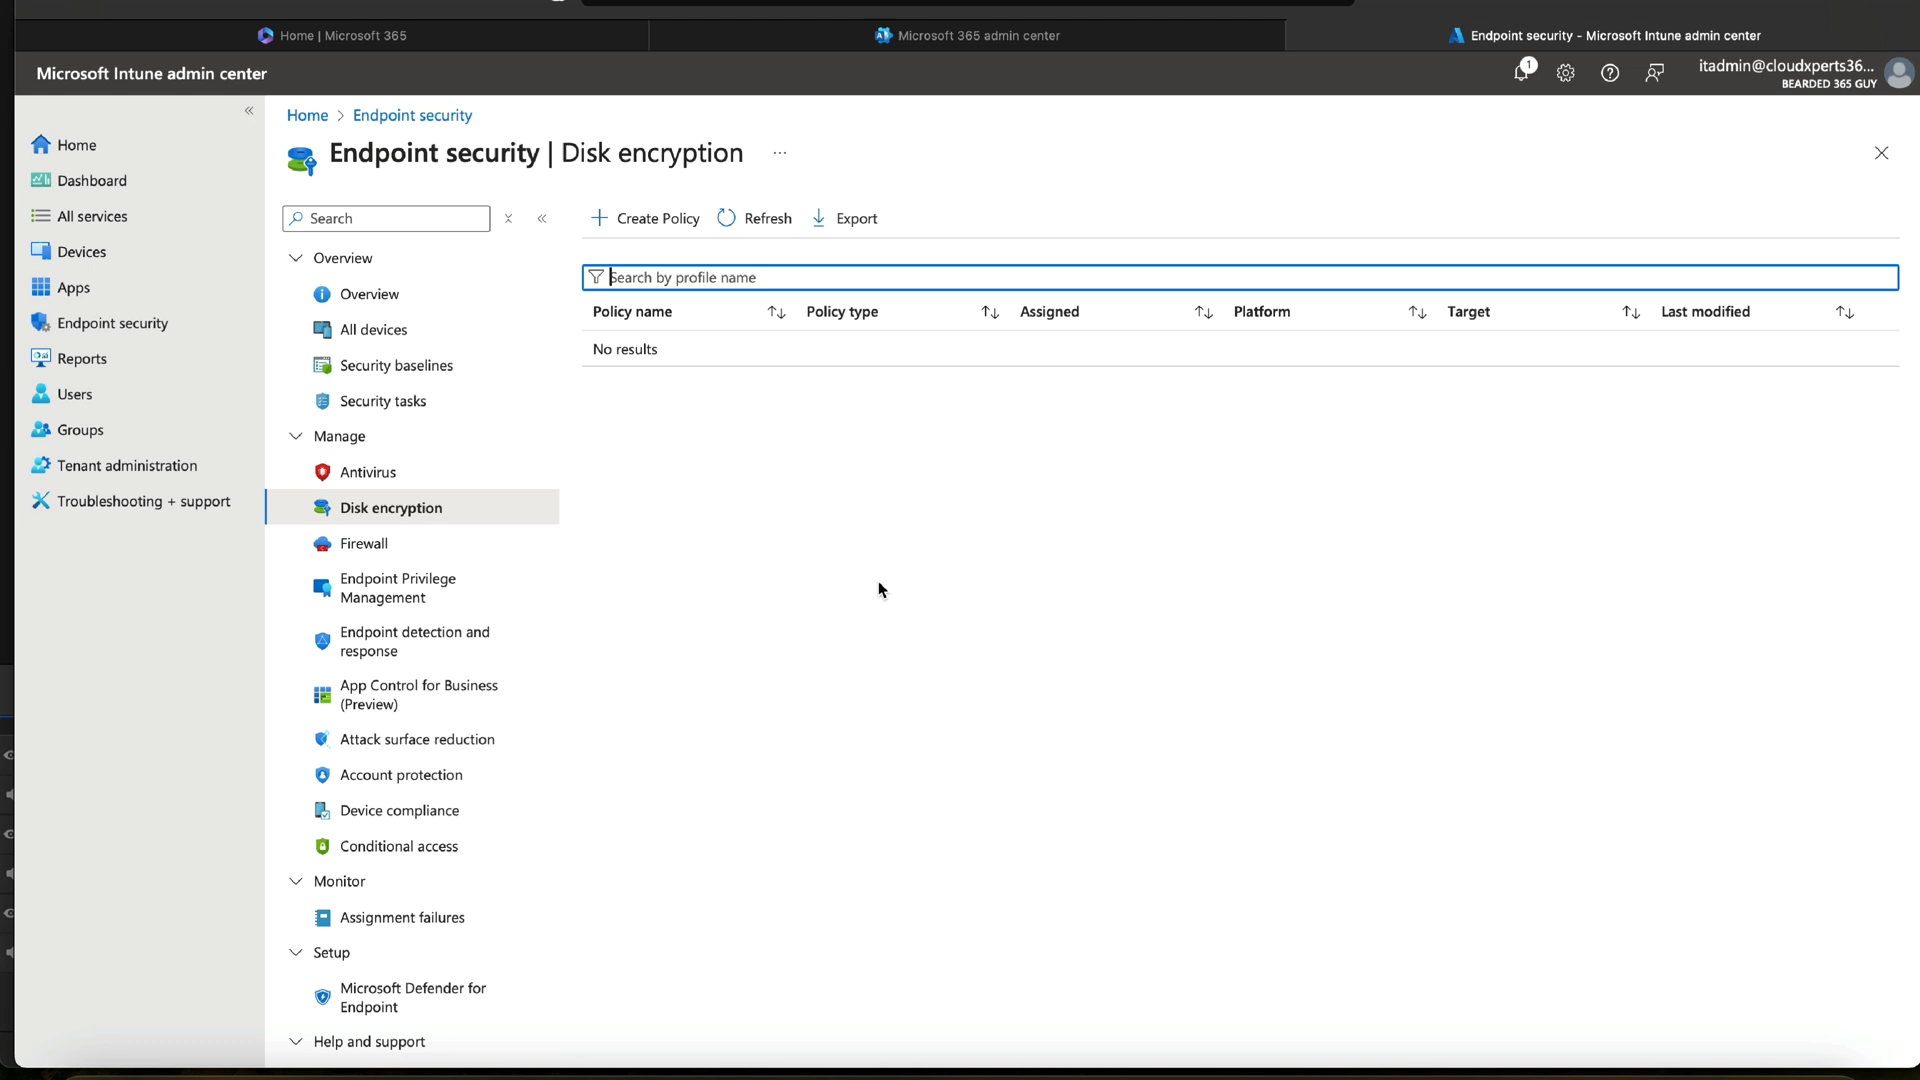 Home | Microsoft 365
Microsoft 365 admin center
Endpoint security - Microsoft Intune admin center
Microsoft Intune admin center
1
itadmin@cloudxperts36...
BEARDED 365 GUY
Home
Dashboard
All services
Devices
Apps
Endpoint security
Reports
Users
Groups
Tenant administration
Troubleshooting + support
Home > Endpoint security
Endpoint security | Disk encryption
...
Search
Overview
Overview
All devices
Security baselines
Security tasks
Manage
Antivirus
Disk encryption
Firewall
Endpoint Privilege
Management
Endpoint detection and
response
App Control for Business
(Preview)
Attack surface reduction
Account protection
Device compliance
Conditional access
Monitor
Assignment failures
Setup
Microsoft Defender for
Endpoint
Help and support
Create Policy Refresh Export
Search by profile name
Policy name Policy type Assigned Platform Target Last modified
No results